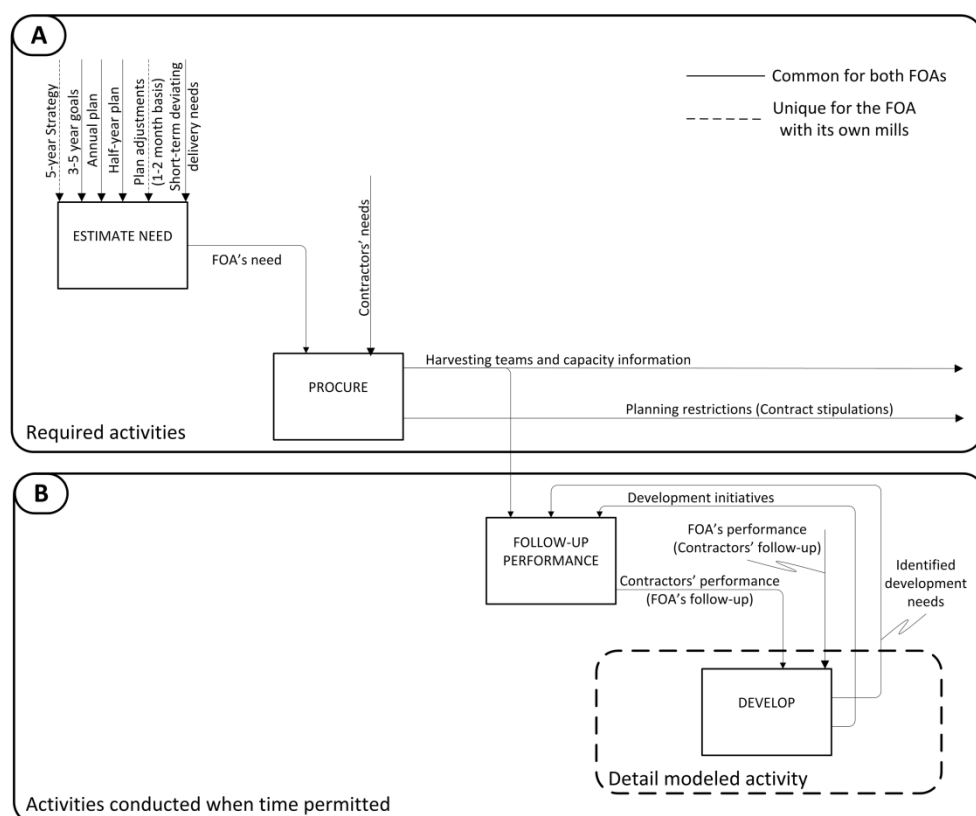 A
5-year Strategy
3-5 year goals
Annual plan
Half-year plan
Plan adjustments
(1-2 month basis)
Short-term deviating
delivery needs
Common for both FOAs
Unique for the FOA
with its own mills
ESTIMATE NEED
FOA's need
Contractors' needs
PROCURE
Harvesting teams and capacity information
Planning restrictions (Contract stipulations)
Required activities
B
Development initiatives
FOLLOW-UP
PERFORMANCE
FOA's performance
(Contractors' follow-up)
Identified
development
needs
Contractors' performance
(FOA's follow-up)
DEVELOP
Detail modeled activity
Activities conducted when time permitted